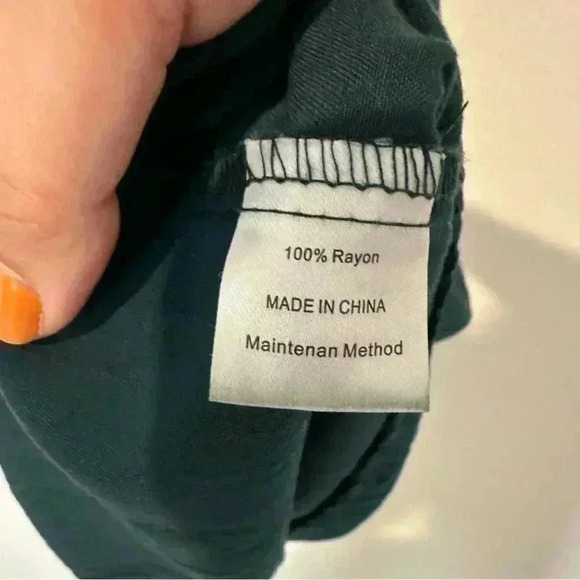 100% Rayon
MADE IN CHINA
Maintenan Method